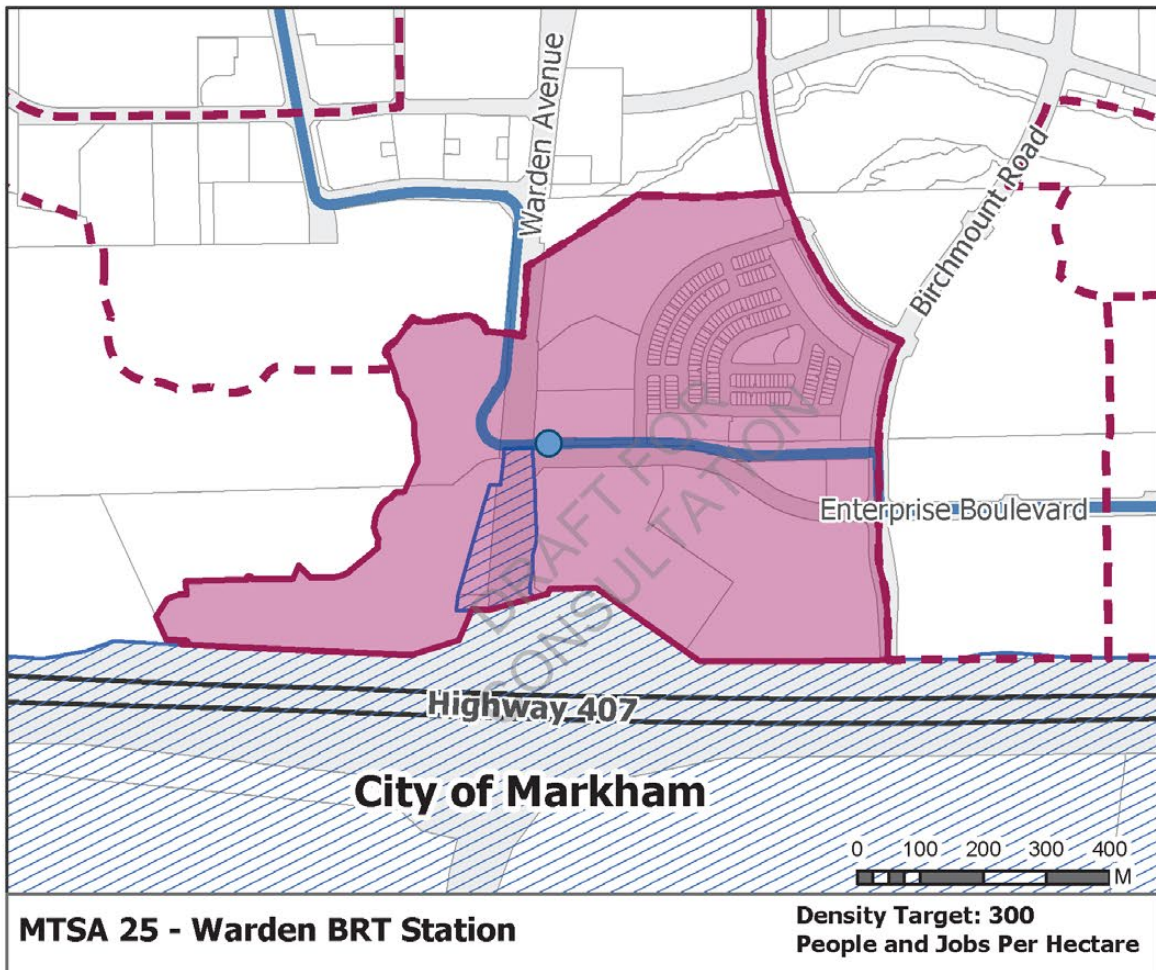 Warden Avenue
Birchmount Road
Enterprise Boulevard
DRAFT FOR
CONSULTATION
Highway 407
City of Markham
0 100 200 300 400
M
MTSA 25 - Warden BRT Station
Density Target: 300
People and Jobs Per Hectare